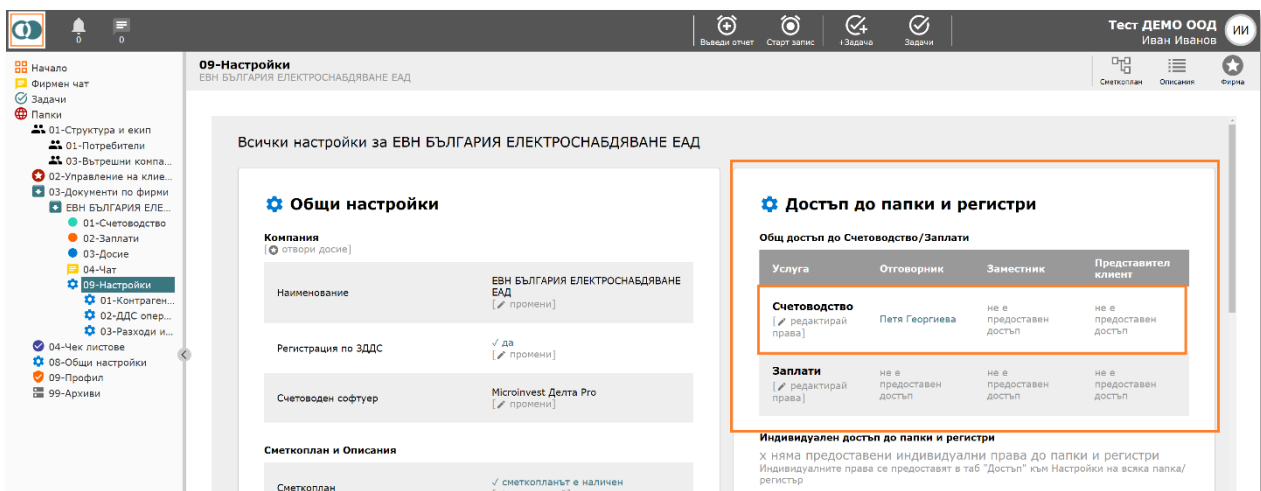 0
0
Въведи отчет
Старт запис
+Задача
Задачи
Тест ДЕМО ООД
Иван Иванов
ИИ
Начало
Фирмен чат
Задачи
Папки
01-Структура и екип
01-Потребители
03-Вътрешни компа...
02-Управление на клие...
03-Документи по фирми
ЕВН БЪЛГАРИЯ ЕЛЕ...
01-Счетоводство
02-Заплати
03-Досие
04-Чат
09-Настройки
01-Контраген...
02-ДДС опер...
03-Разходи и...
04-Чек листове
08-Общи настройки
09-Профил
99-Архиви
09-Настройки
ЕВН БЪЛГАРИЯ ЕЛЕКТРОСНАБДЯВАНЕ ЕАД
Сметкоплан
Описания
Фирма
Всички настройки за ЕВН БЪЛГАРИЯ ЕЛЕКТРОСНАБДЯВАНЕ ЕАД
Общи настройки
Компания
[отвори досие]
Наименование
ЕВН БЪЛГАРИЯ ЕЛЕКТРОСНАБДЯВАНЕ
ЕАД
[промени]
Регистрация по ЗДДС
√ да
[промени]
Счетоводен софтуер
Microinvest Делта Pro
[промени]
Сметкоплан и Описания
Сметкоплан
√ сметкопланът е наличен
Достъп до папки и регистри
Общ достъп до Счетоводство/Заплати
Услуга
Отговорник
Заместник
Представител
клиент
Счетоводство
[редактирай
права]
Петя Георгиева
не е
предоставен
достъп
не е
предоставен
достъп
Заплати
[редактирай
права]
не е
предоставен
достъп
не е
предоставен
достъп
не е
предоставен
достъп
Индивидуален достъп до папки и регистри
х няма предоставени индивидуални права до папки и регистри
Индивидуалните права се предоставят в таб "Достъп" към Настройки на всяка папка/
регистър